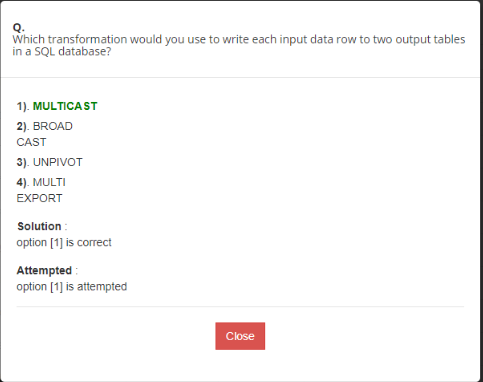 Q.
Which transformation would you use to write each input data row to two output tables
in a SQL database?
1). MULTICAST
2). BROAD
CAST
3). UNPIVOT
4). MULTI
EXPORT
Solution :
option [1] is correct
Attempted :
option [1] is attempted
Close